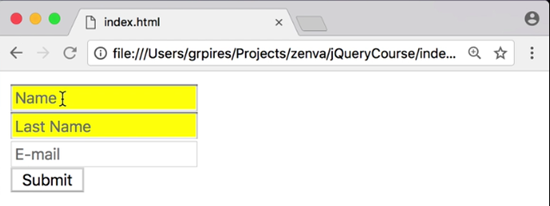 index.html
file:///Users/grpires/Projects/zenva/jQueryCourse/inde...
Name
Last Name
E-mail
Submit